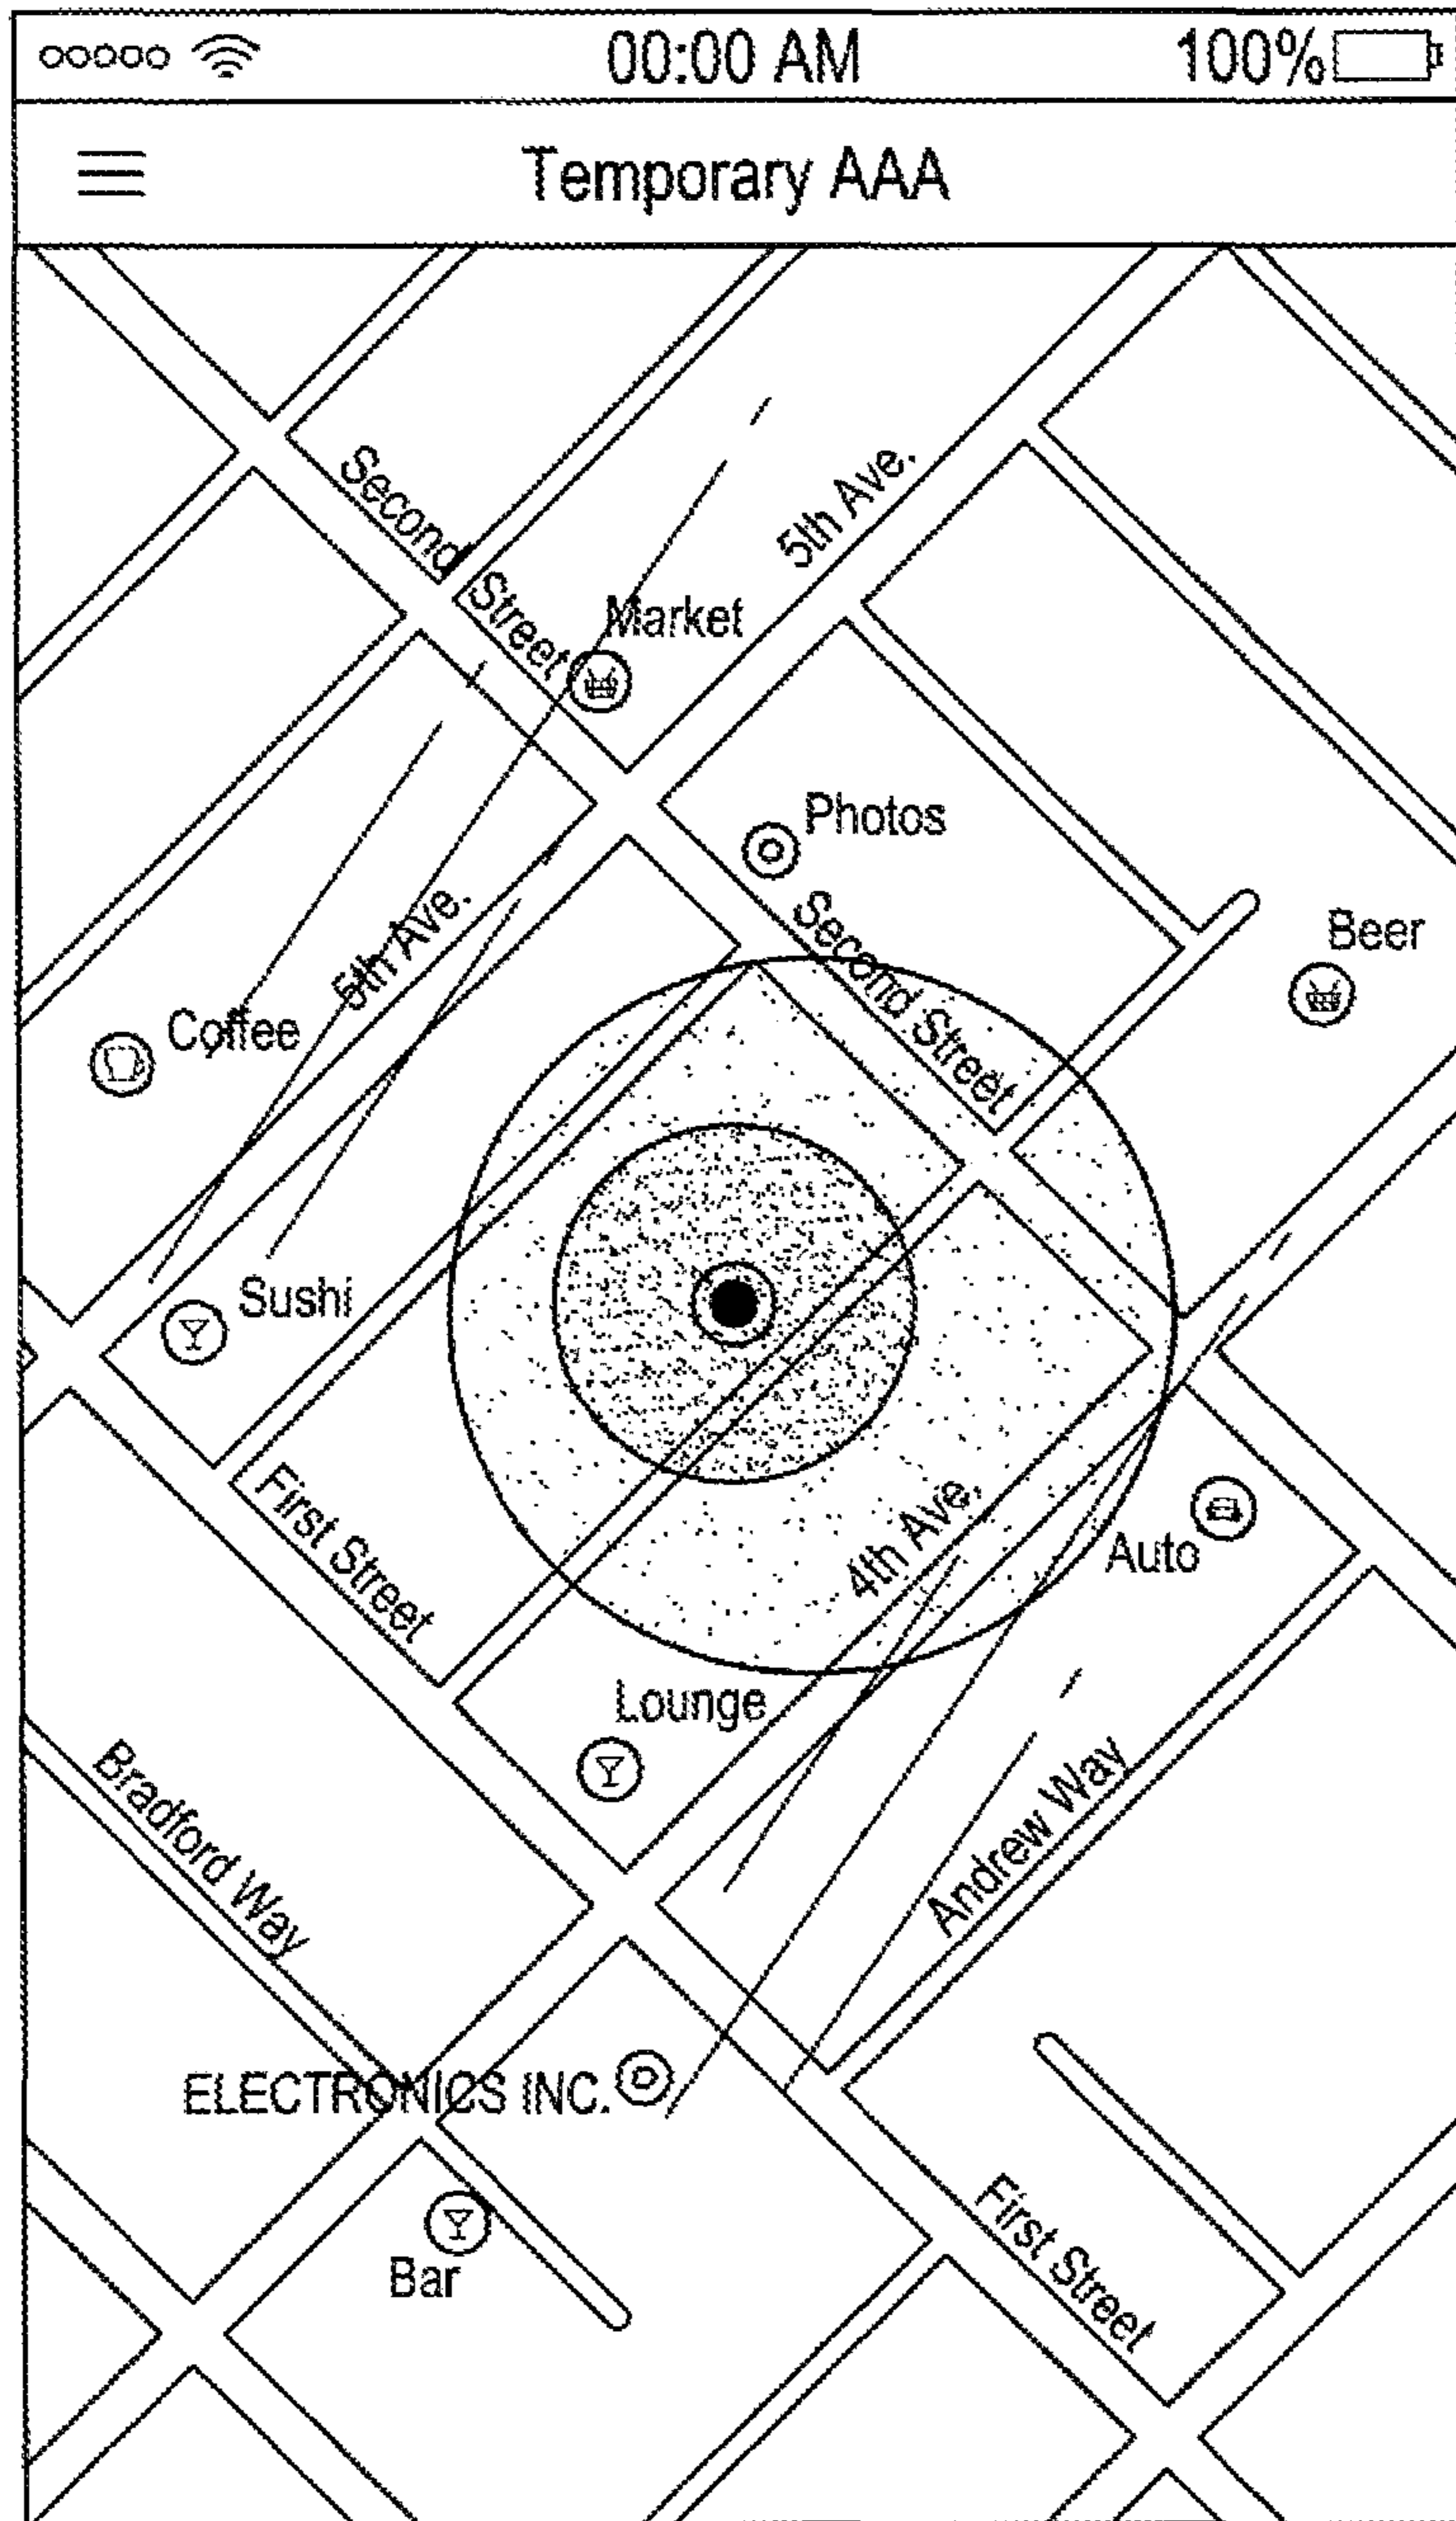 00:00 AM
100%
Temporary AAA
Second Street
5th Ave.
Market
Photos
5th Ave.
Second Street
Beer
Coffee
Sushi
First Street
4th Ave.
Auto
Lounge
Bradford Way
Andrew Way
ELECTRONICS INC.
Bar
First Street